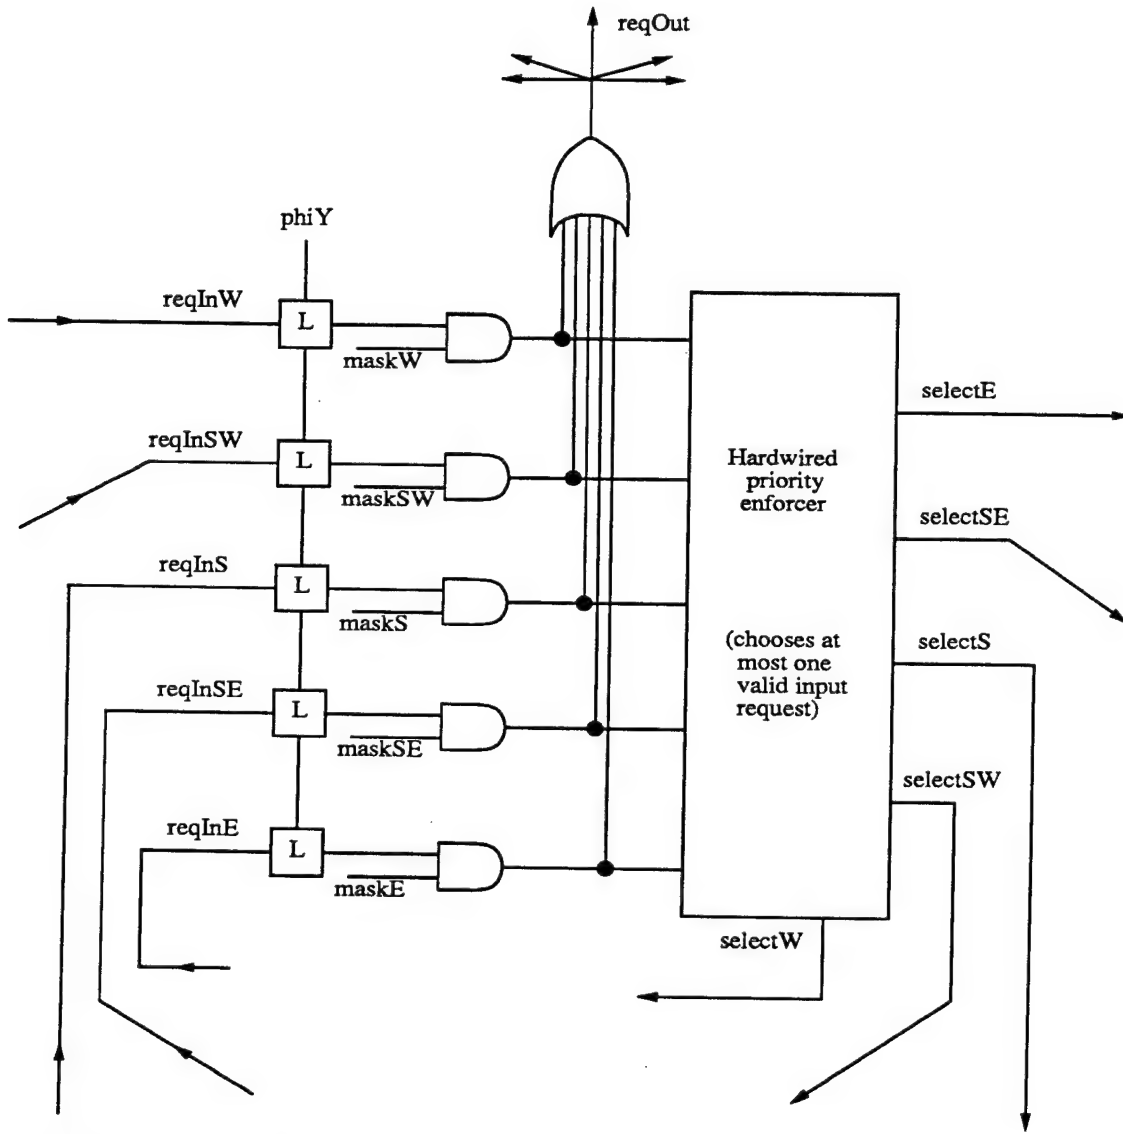 reqOut
phiY
reqInW
L
maskW
selectE
reqInSW
L
maskSW
Hardwired
priority
enforcer
selectSE
reqInS
L
maskS
(chooses at
most one
valid input
request)
selectS
reqInSE
L
maskSE
selectSW
reqInE
L
maskE
selectW